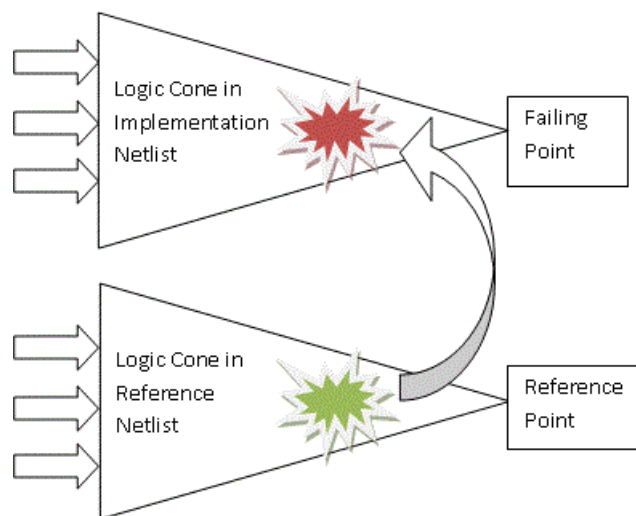 Logic Cone in
Implementation
Netlist
Failing
Point
Logic Cone in
Reference
Netlist
Reference
Point